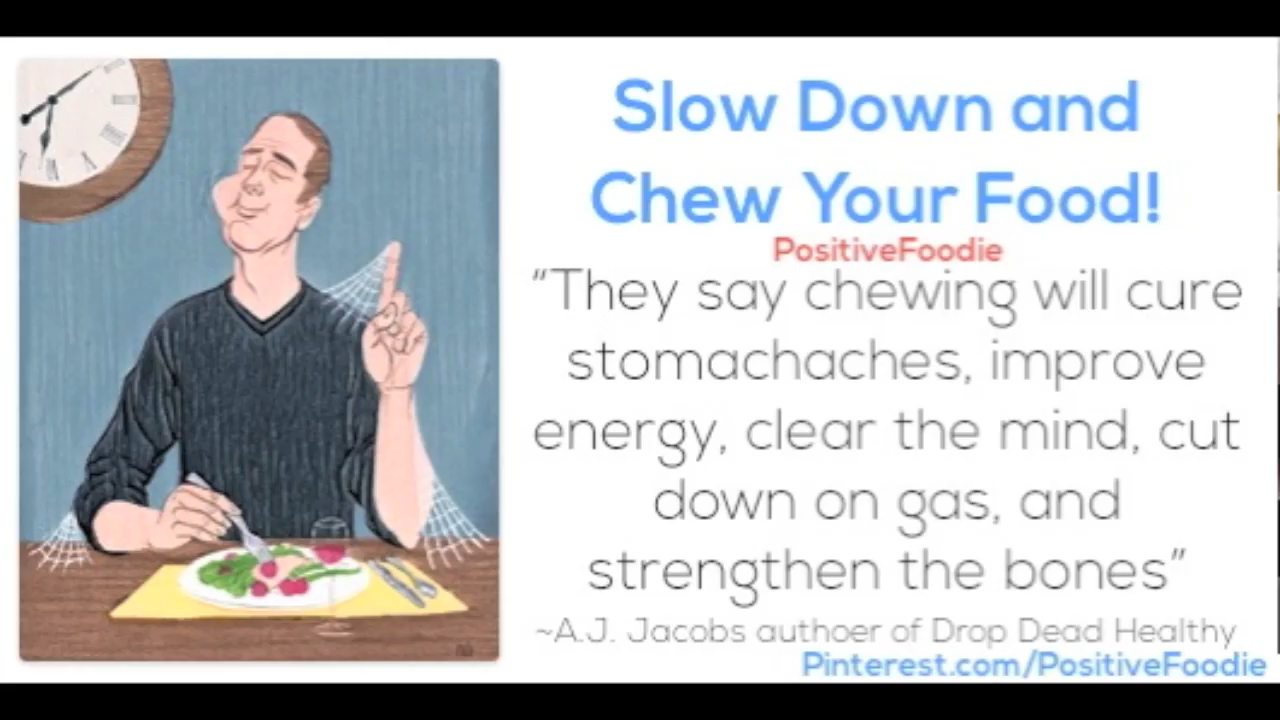 Slow Down and
Chew Your Food!
PositiveFoodie
“They say chewing will cure
stomachaches, improve
energy, clear the mind, cut
down on gas, and
strengthen the bones”
~A.J. Jacobs authoer of Drop Dead Healthy
Pinterest.com/PositiveFoodie